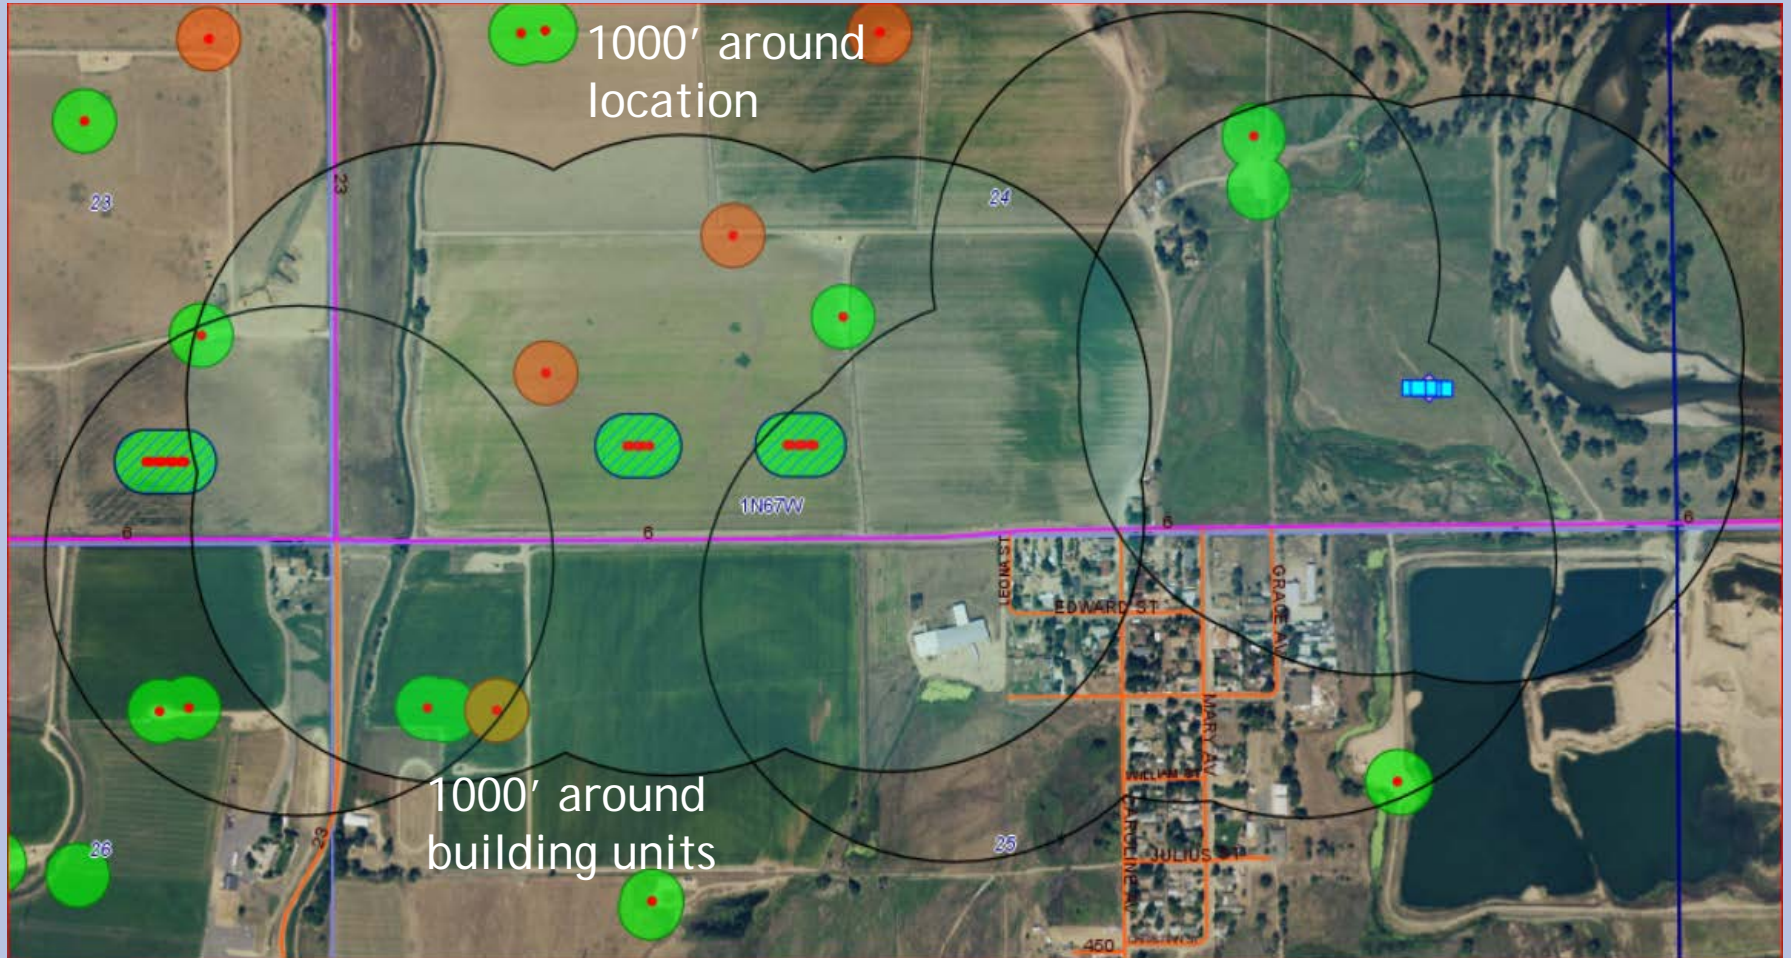 1000’ around
location
23
23
24
1N67W
6
6
6
6
LEONA ST
EDWARD ST
GRACE AV
MARY AV
WILLIAM ST
CAROLINE AV
JULIUS ST
1000’ around
building units
23
26
25
450